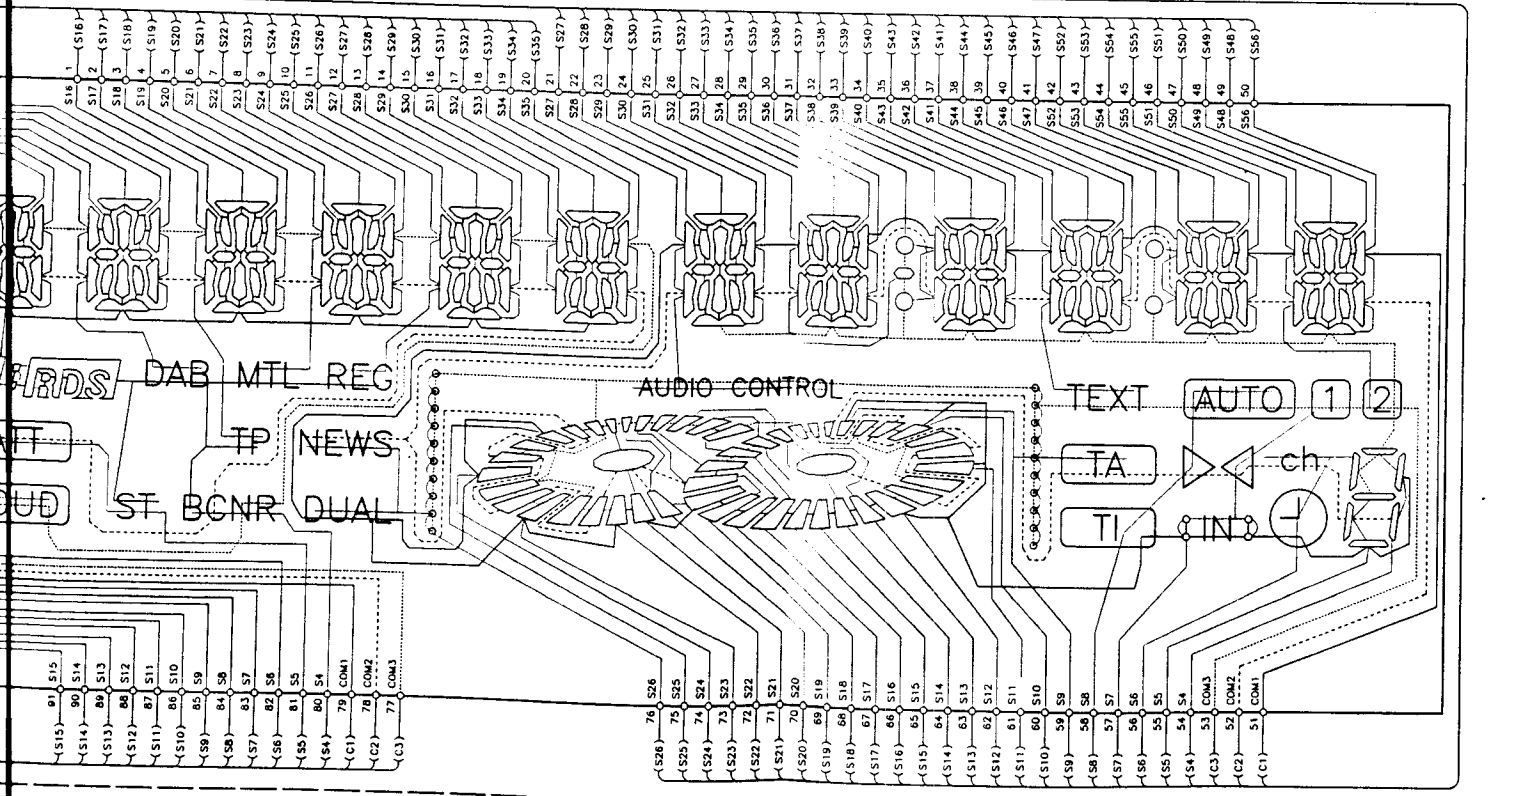 (S16) (S17) (S18) (S19) (S20) (S21) (S22) (S23) (S24) (S25) (S26) (S27) (S28) (S29) (S30) (S31) (S32) (S33) (S34) (S35) (S27) (S28) (S29) (S30) (S31) (S32) (S33) (S34) (S35) (S36) (S37) (S38) (S39) (S40) (S43) (S42) (S41) (S44) (S45) (S46) (S47) (S52) (S53) (S54) (S55) (S51) (S50) (S49) (S48) (S56)
1 2 3 4 5 6 7 8 9 10 11 12 13 14 15 16 17 18 19 20 21 22 23 24 25 26 27 28 29 30 31 32 33 34 35 36 37 38 39 40 41 42 43 44 45 46 47 48 49 50
S16 S17 S18 S19 S20 S21 S22 S23 S24 S25 S26 S27 S28 S29 S30 S31 S32 S33 S34 S35 S27 S28 S29 S30 S31 S32 S33 S34 S35 S36 S37 S38 S39 S40 S43 S42 S41 S44 S45 S46 S47 S52 S53 S54 S55 S51 S50 S49 S48 S56
RDS DAB MTL REG AUDIO CONTROL TEXT AUTO 1 2
TP NEWS TA ch
ST BCNR DUAL TI IN
S15 S14 S13 S12 S11 S10 S9 S8 S7 S6 S5 S4 COM1 COM2 COM3
91 90 89 88 87 86 85 84 83 82 81 80 79 78 77
(S15) (S14) (S13) (S12) (S11) (S10) (S9) (S8) (S7) (S6) (S5) (S4) (C1) (C2) (C3)
S26 S25 S24 S23 S22 S21 S20 S19 S18 S17 S16 S15 S14 S13 S12 S11 S10 S9 S8 S7 S6 S5 S4 COM3 COM2 COM1
76 75 74 73 72 71 70 69 68 67 66 65 64 63 62 61 60 59 58 57 56 55 54 53 52 51
(S26) (S25) (S24) (S23) (S22) (S21) (S20) (S19) (S18) (S17) (S16) (S15) (S14) (S13) (S12) (S11) (S10) (S9) (S8) (S7) (S6) (S5) (S4) (C3) (C2) (C1)